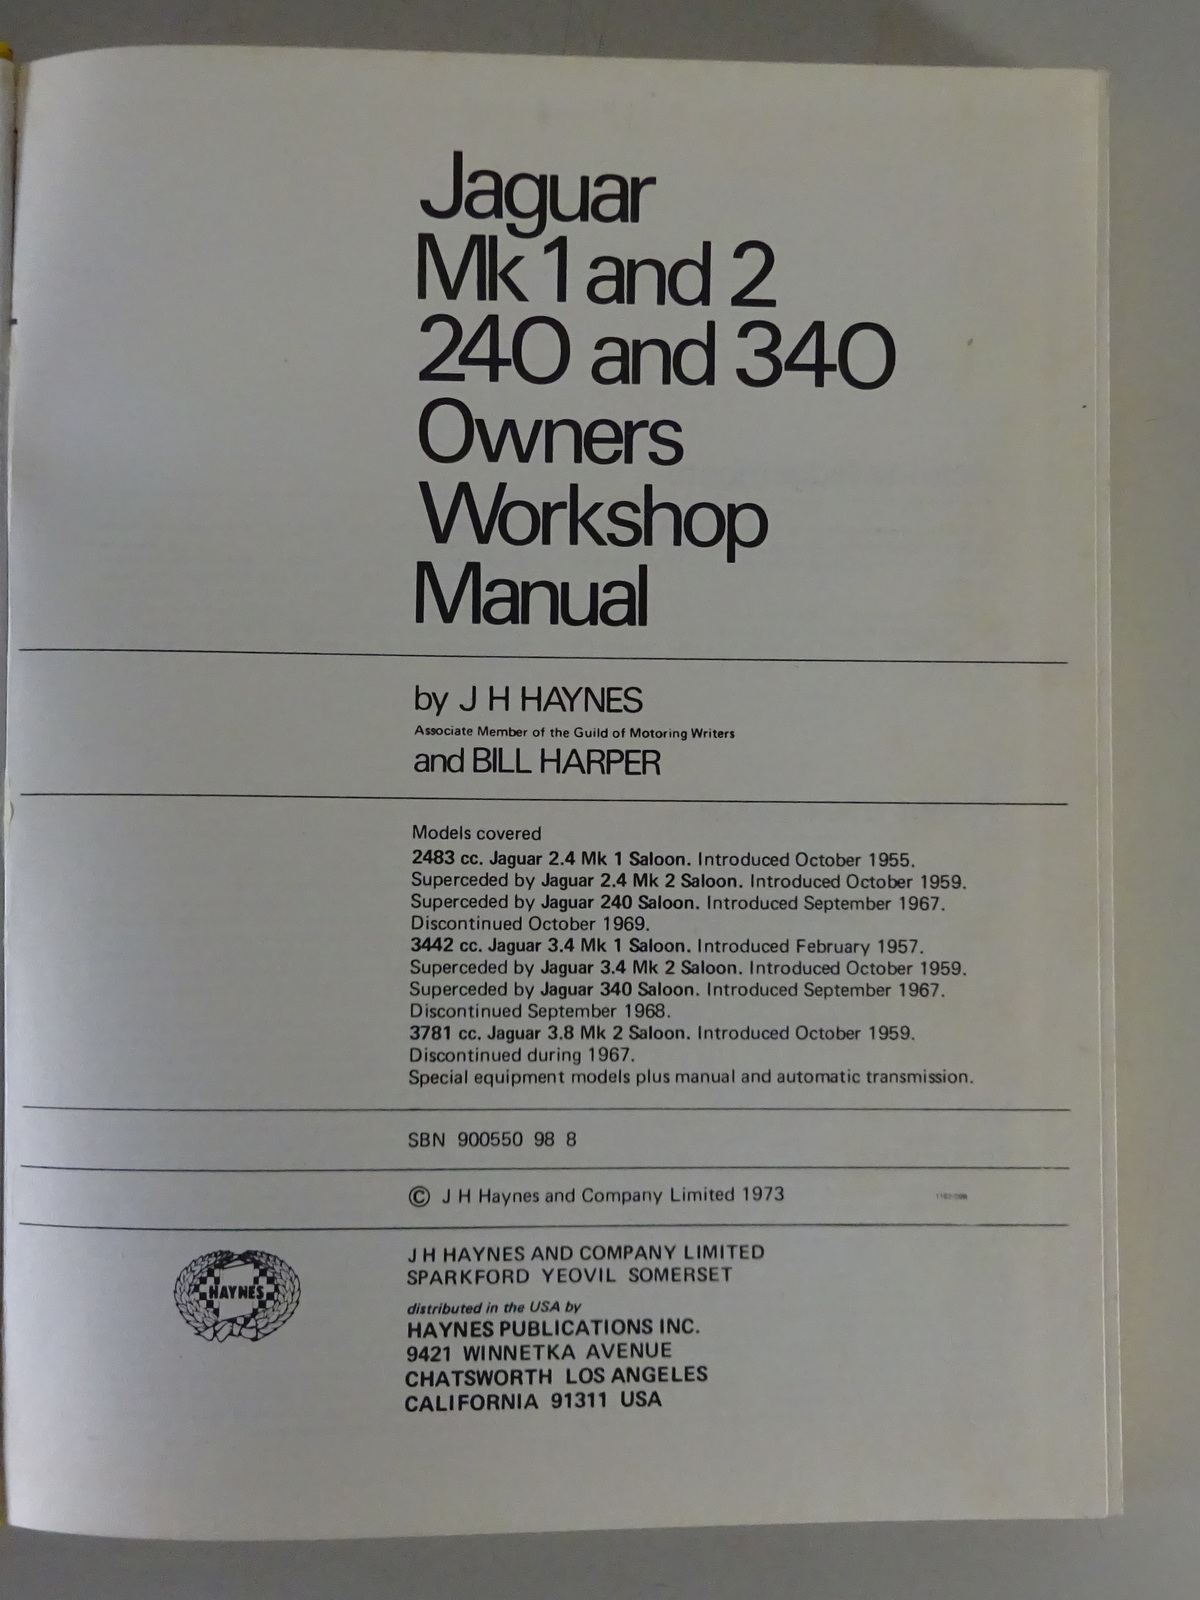 Jaguar
Mk 1 and 2
240 and 340
Owners
Workshop
Manual
by J H HAYNES
Associate Member of the Guild of Motoring Writers
and BILL HARPER
Models covered
2483 cc. Jaguar 2.4 Mk 1 Saloon. Introduced October 1955.
Superceded by Jaguar 2.4 Mk 2 Saloon. Introduced October 1959.
Superceded by Jaguar 240 Saloon. Introduced September 1967.
Discontinued October 1969.
3442 cc. Jaguar 3.4 Mk 1 Saloon. Introduced February 1957.
Superceded by Jaguar 3.4 Mk 2 Saloon. Introduced October 1959.
Superceded by Jaguar 340 Saloon. Introduced September 1967.
Discontinued September 1968.
3781 cc. Jaguar 3.8 Mk 2 Saloon. Introduced October 1959.
Discontinued during 1967.
Special equipment models plus manual and automatic transmission.
SBN 900550 98 8
© J H Haynes and Company Limited 1973
HAYNES
J H HAYNES AND COMPANY LIMITED
SPARKFORD YEOVIL SOMERSET
distributed in the USA by
HAYNES PUBLICATIONS INC.
9421 WINNETKA AVENUE
CHATSWORTH LOS ANGELES
CALIFORNIA 91311 USA